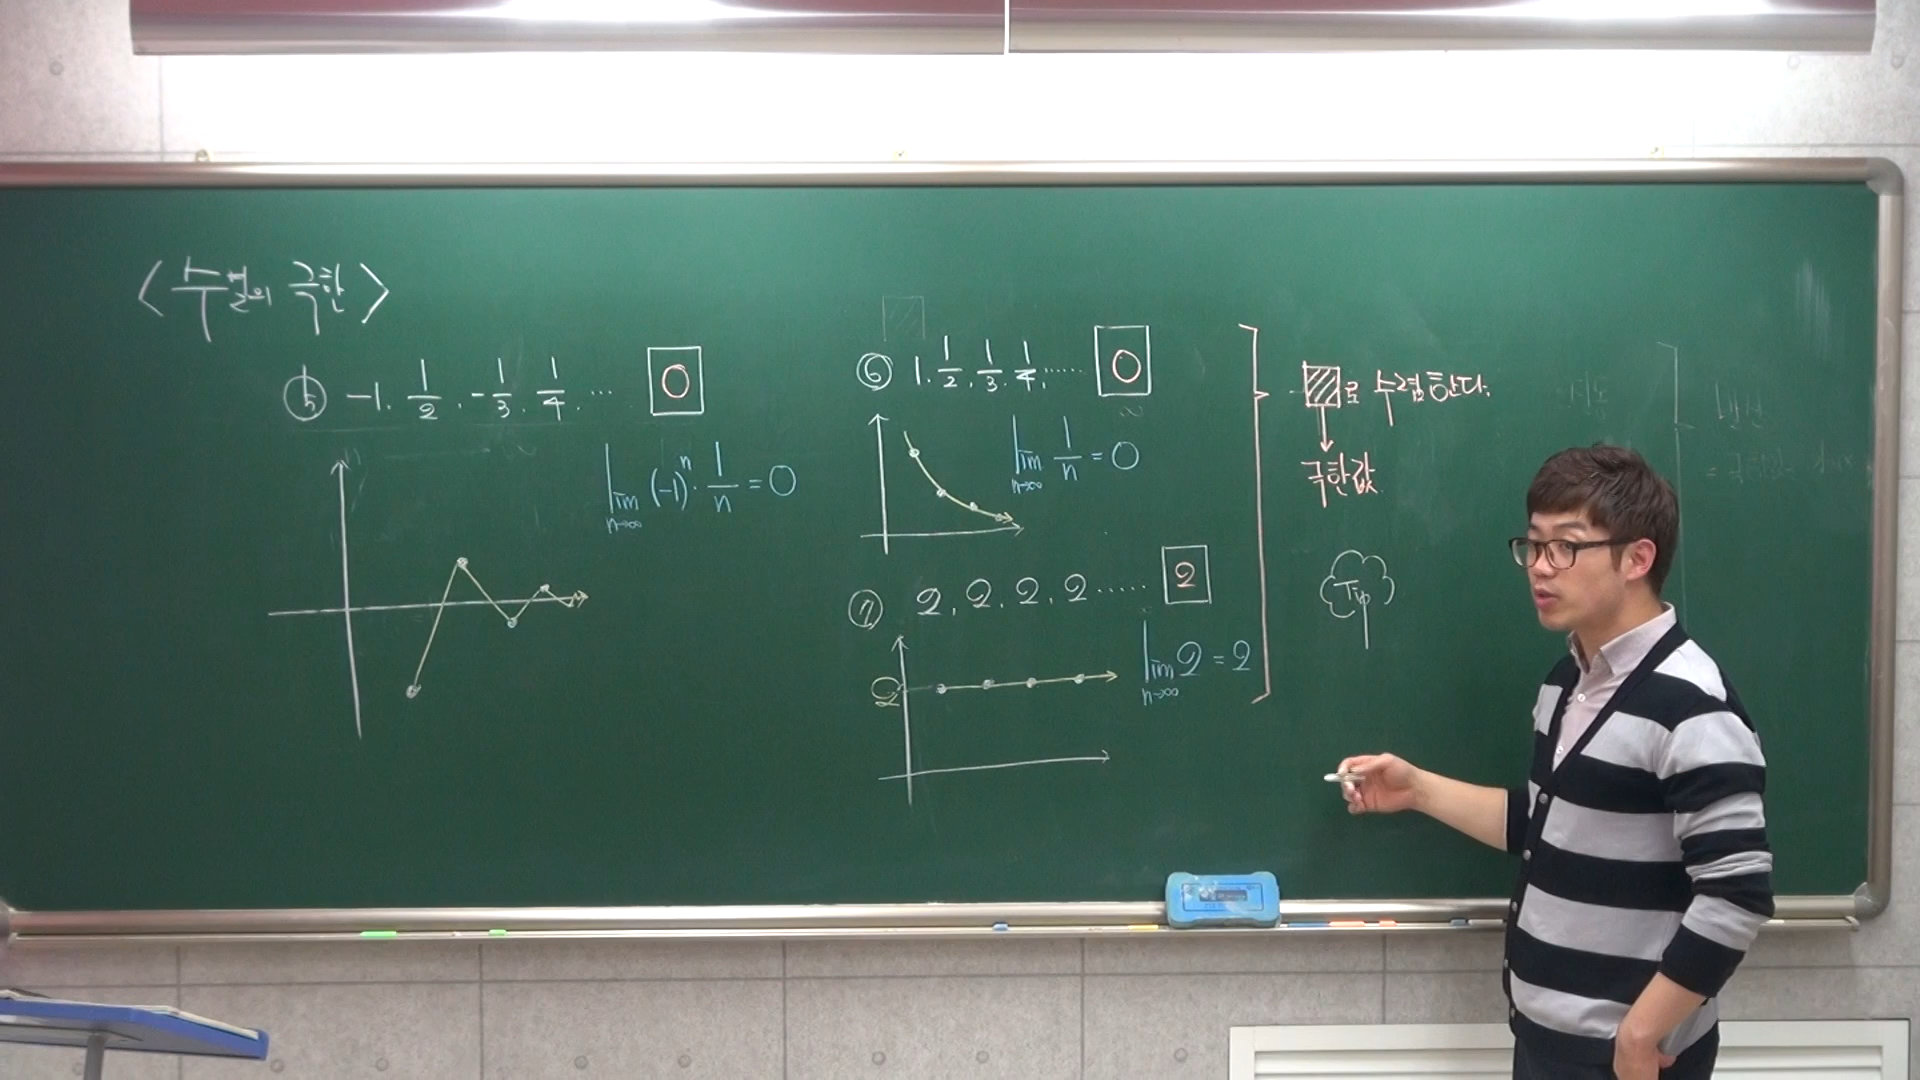 <수열의 극한>
⑤ -1, 1/2, -1/3, 1/4, ... 0
lim n→∞ (-1)ⁿ · 1/n = 0
⑥ 1, 1/2, 1/3, 1/4, ...... 0
lim n→∞ 1/n = 0
⑦ 2, 2, 2, 2 ...... 2
2
lim n→∞ 2 = 2
로 수렴한다.
극한값
Tip